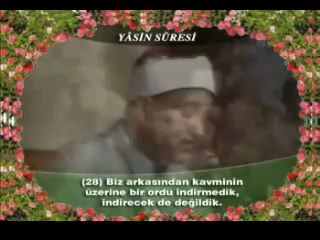 YÂSİN SÛRESİ
(28) Biz arkasından kavminin
üzerine bir ordu indirmedik,
indirecek de değildik.